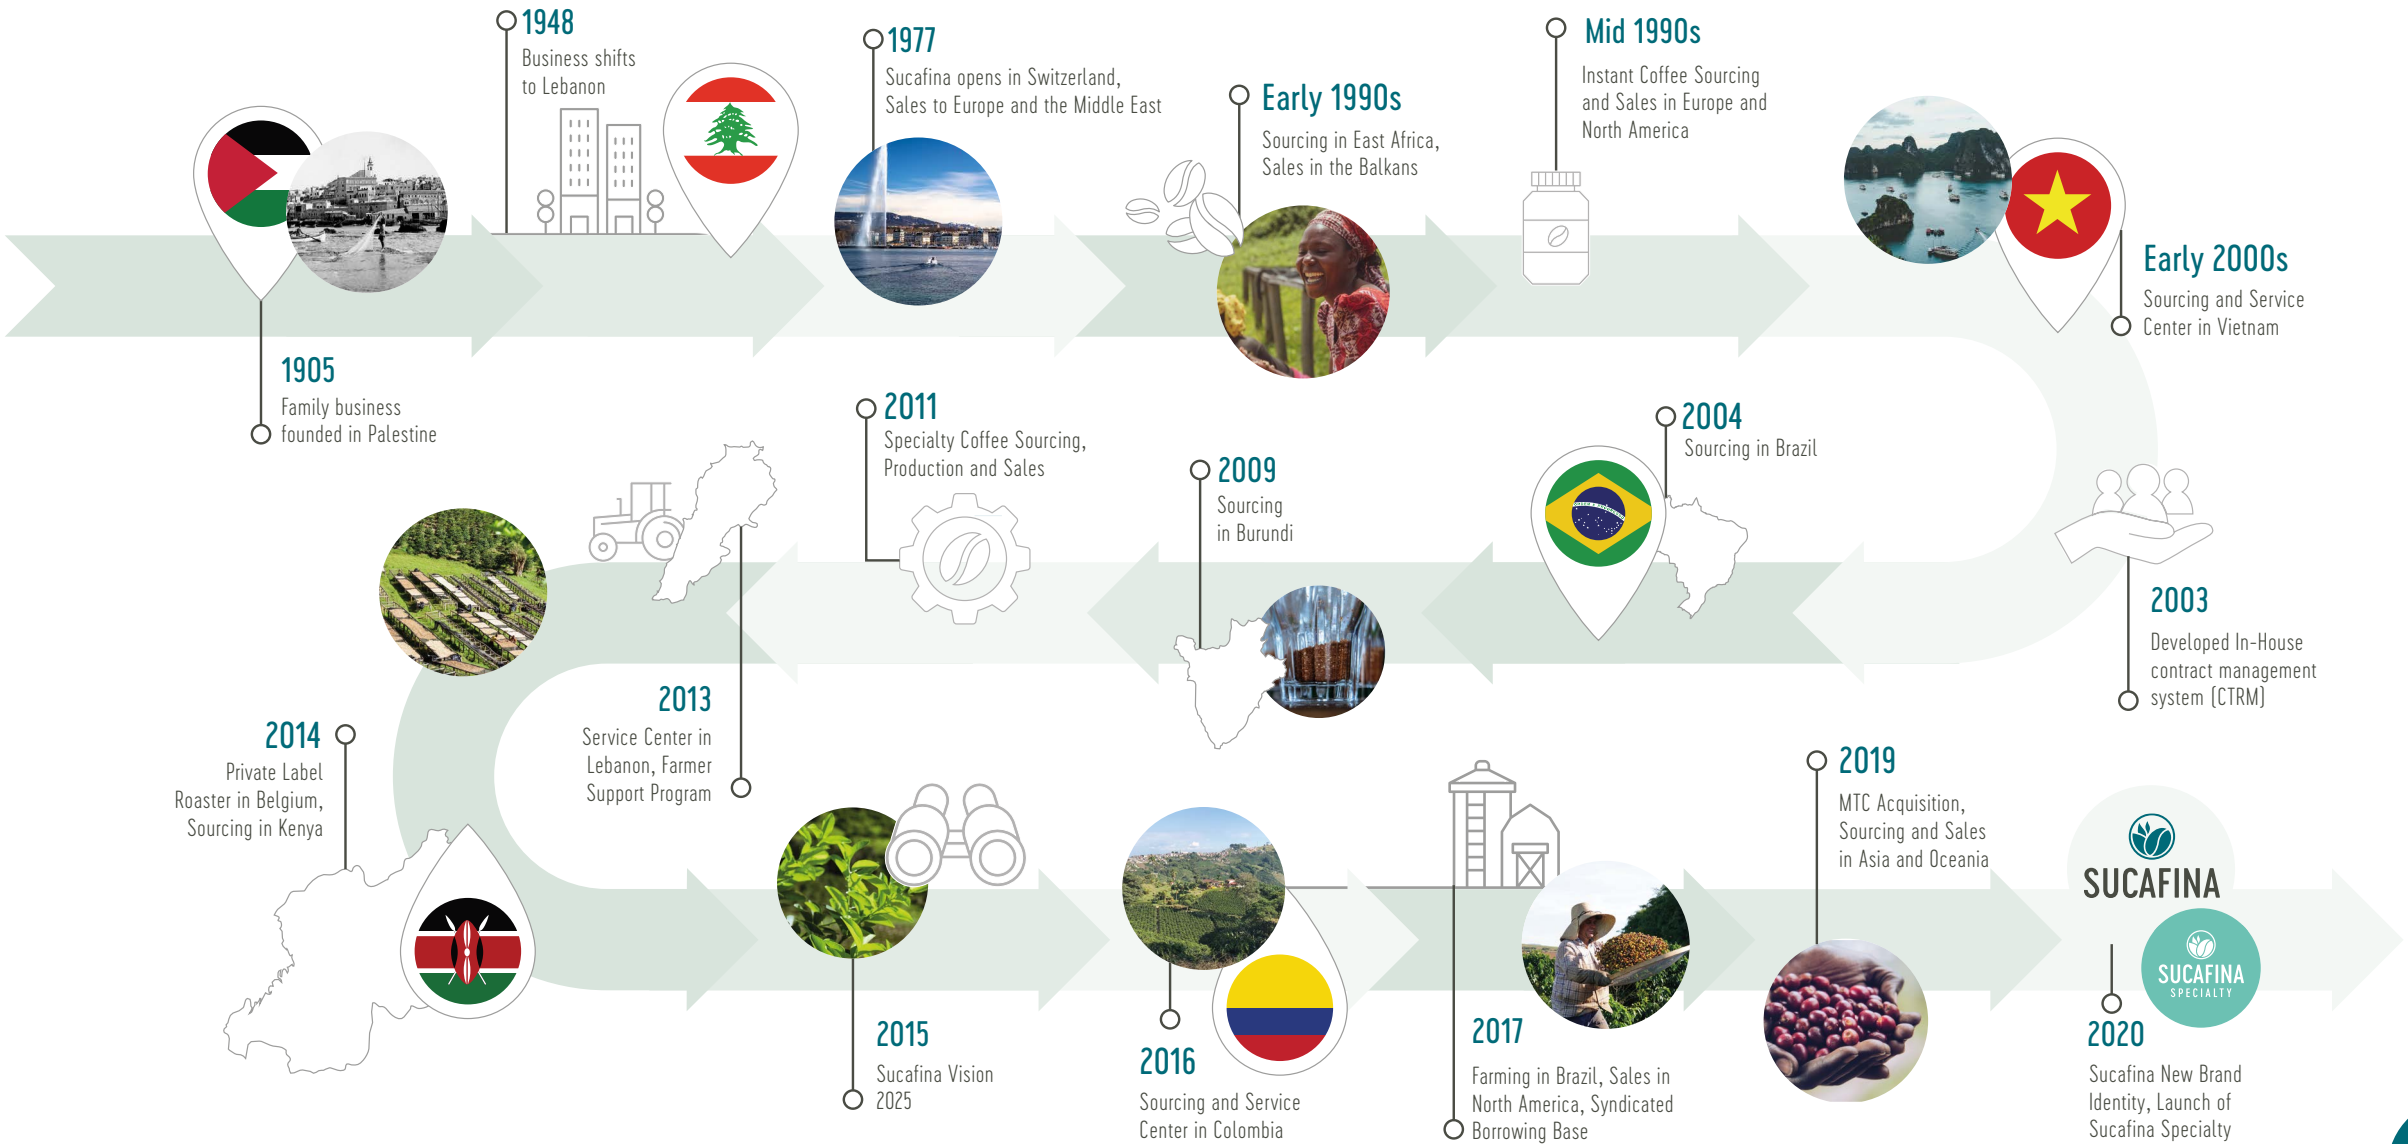 1905
Family business
founded in Palestine
1948
Business shifts
to Lebanon
1977
Sucafina opens in Switzerland,
Sales to Europe and the Middle East
Early 1990s
Sourcing in East Africa,
Sales in the Balkans
Mid 1990s
Instant Coffee Sourcing
and Sales in Europe and
North America
Early 2000s
Sourcing and Service
Center in Vietnam
2003
Developed In-House
contract management
system (CTRM)
2004
Sourcing in Brazil
2009
Sourcing
in Burundi
2011
Specialty Coffee Sourcing,
Production and Sales
2013
Service Center in
Lebanon, Farmer
Support Program
2014
Private Label
Roaster in Belgium,
Sourcing in Kenya
2015
Sucafina Vision
2025
2016
Sourcing and Service
Center in Colombia
2017
Farming in Brazil, Sales in
North America, Syndicated
Borrowing Base
2019
MTC Acquisition,
Sourcing and Sales
in Asia and Oceania
SUCAFINA
SUCAFINA
SPECIALTY
2020
Sucafina New Brand
Identity, Launch of
Sucafina Specialty